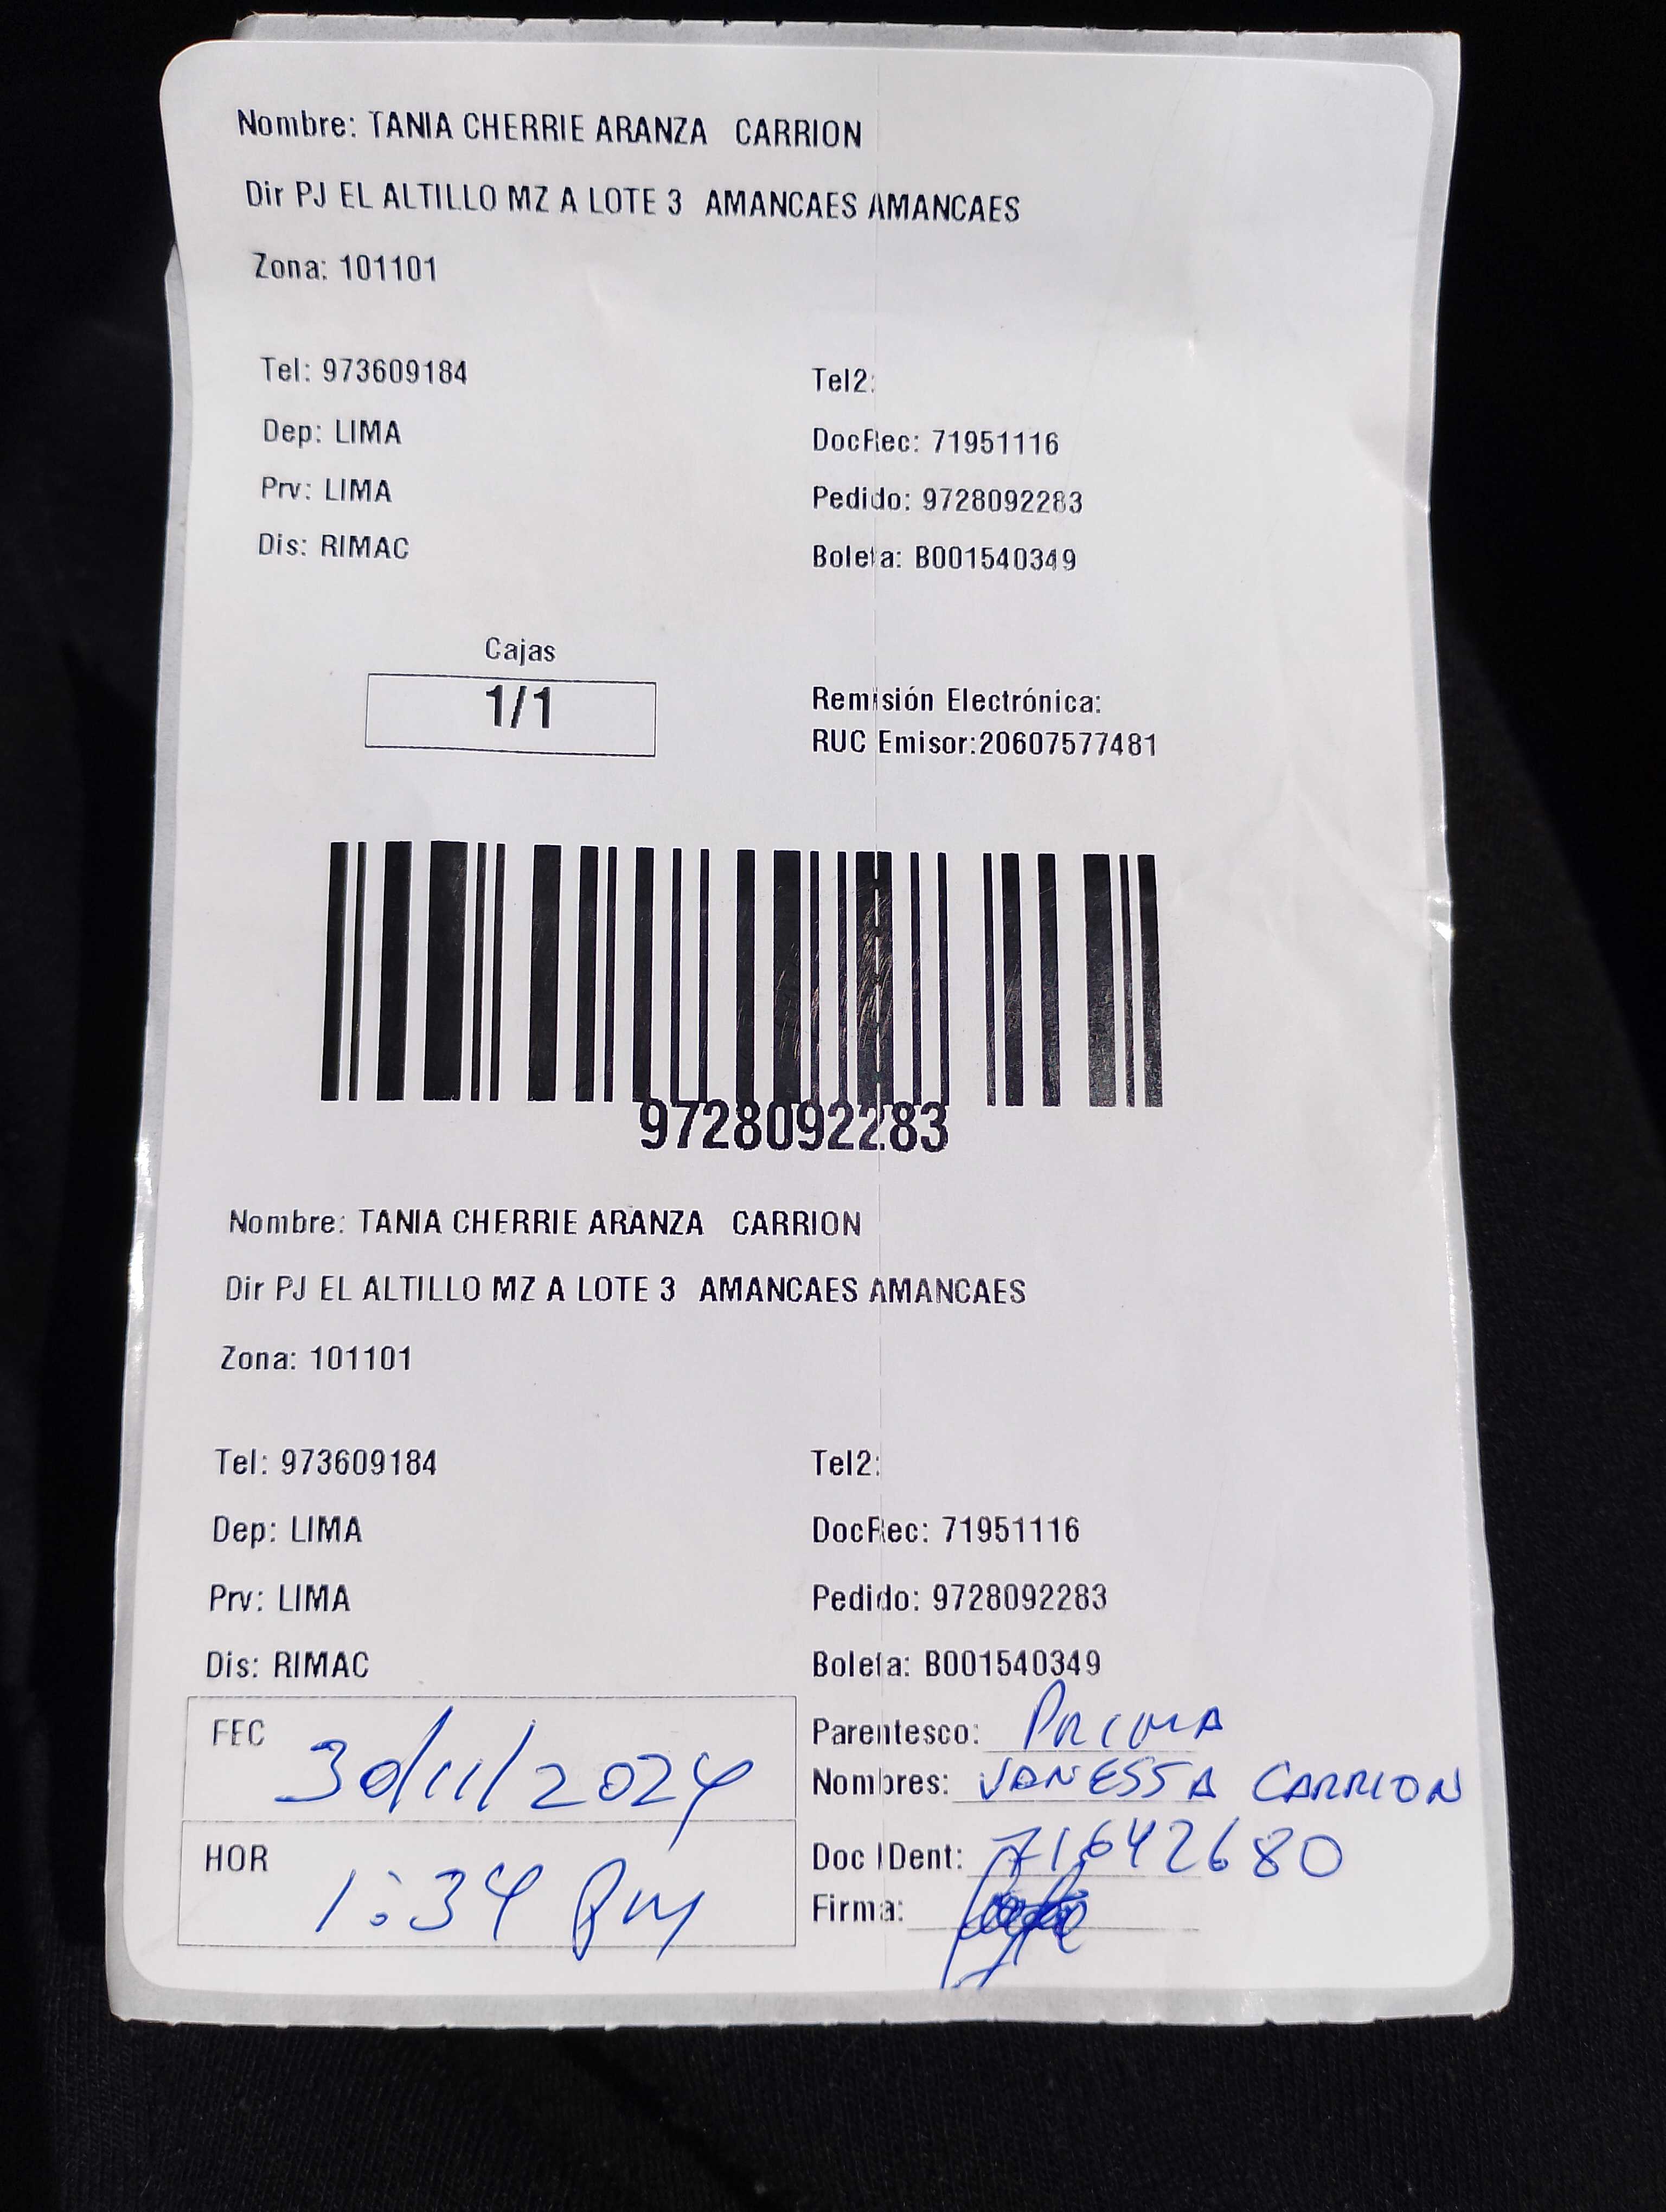 Nombre: TANIA CHERRIE ARANZA CARRION
Dir PJ EL ALTILLO MZ A LOTE 3 AMANCAES AMANCAES
Zona: 101101
Tel: 973609184
Tel2:
Dep: LIMA
DocRec: 71951116
Prv: LIMA
Pedido: 9728092283
Dis: RIMAC
Boleta: B001540349
Cajas
1/1
Remisión Electrónica:
RUC Emisor:20607577481
9728092283
Nombre: TANIA CHERRIE ARANZA CARRION
Dir PJ EL ALTILLO MZ A LOTE 3 AMANCAES AMANCAES
Zona: 101101
Tel: 973609184
Tel2:
Dep: LIMA
DocRec: 71951116
Prv: LIMA
Pedido: 9728092283
Dis: RIMAC
Boleta: B001540349
FEC 30/11/2024
Parentesco: PRIMA
Nombres: VANESSA CARRION
HOR 1:34 Pm
Doc IDent: 71642680
Firma: